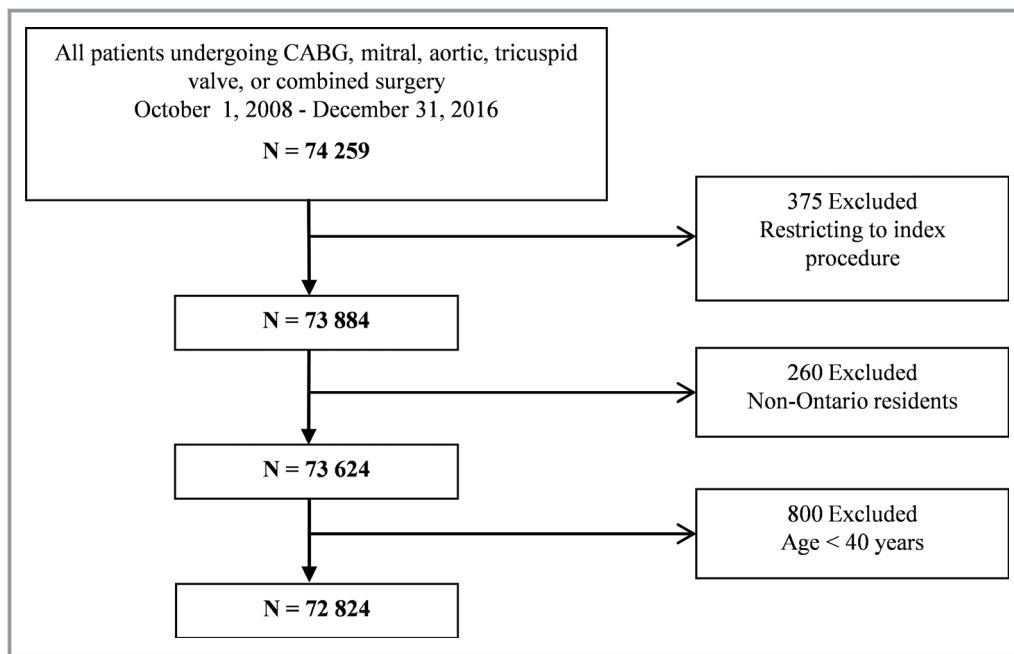 All patients undergoing CABG, mitral, aortic, tricuspid
valve, or combined surgery
October 1, 2008 - December 31, 2016
N = 74 259
375 Excluded
Restricting to index
procedure
N = 73 884
260 Excluded
Non-Ontario residents
N = 73 624
800 Excluded
Age < 40 years
N = 72 824